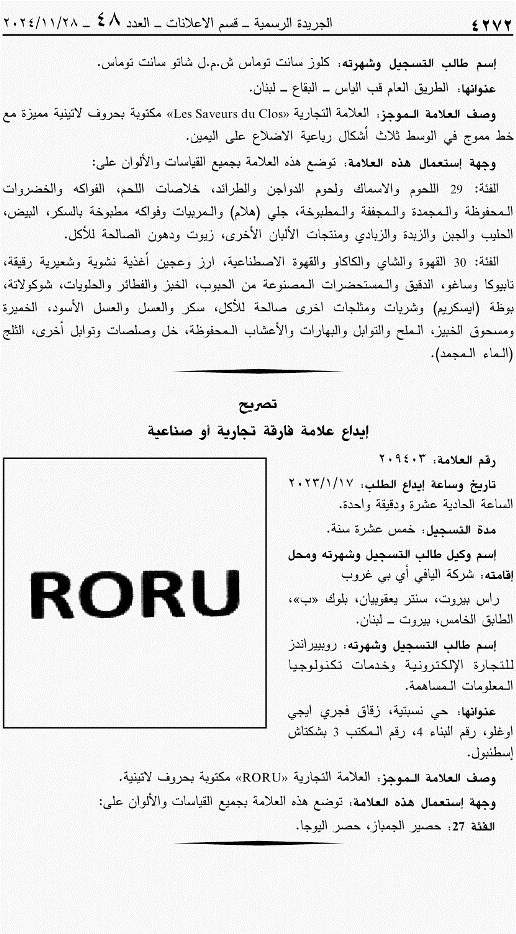 ٤٢٧٢ الجريدة الرسمية ــ قسم الاعلانات ــ العدد ٤٨ ــ ٢٠٢٤/١١/٢٨
إسم طالب التسجيل وشهرته: كلوز سانت توماس ش.م.ل شاتو سانت توماس.
عنوانها: الطريق العام قب الياس ــ البقاع ــ لبنان.
وصف العلامة الموجز: العلامة التجارية «Les Saveurs du Clos» مكتوبة بحروف لاتينية مميزة مع
خط مموج في الوسط ثلاث أشكال رباعية الاضلاع على اليمين.
وجهة إستعمال هذه العلامة: توضع هذه العلامة بجميع القياسات والألوان على:
الفئة: 29 اللحوم والاسماك ولحوم الدواجن والطرائد، خلاصات اللحم، الفواكه والخضروات
المحفوظة والمجمدة والمجففة والمطبوخة، جلي (هلام) والمربيات وفواكه مطبوخة بالسكر، البيض،
الحليب والجبن والزبدة والزبادي ومنتجات الألبان الأخرى، زيوت ودهون الصالحة للأكل.
الفئة: 30 القهوة والشاي والكاكاو والقهوة الاصطناعية، ارز وعجين أغذية نشوية وشعيرية رقيقة،
تابيوكا وساغو، الدقيق والمستحضرات المصنوعة من الحبوب، الخبز والفطائر والحلويات، شوكولاتة،
بوظة (ايسكريم) وشربات ومثلجات اخرى صالحة للأكل، سكر والعسل والعسل الأسود، الخميرة
ومسحوق الخبيز، الملح والتوابل والبهارات والأعشاب المحفوظة، خل وصلصات وتوابل أخرى، الثلج
(الماء المجمد).
تصريح
إيداع علامة فارقة تجارية أو صناعية
رقم العلامة: ٢٠٩٤٠٣
تاريخ وساعة إيداع الطلب: ٢٠٢٣/١/١٧
الساعة الحادية عشرة ودقيقة واحدة.
مدة التسجيل: خمس عشرة سنة.
إسم وكيل طالب التسجيل وشهرته ومحل
إقامته: شركة اليافي أي بي غروب
راس بيروت، سنتر يعقوبيان، بلوك «ب»،
الطابق الخامس، بيروت ــ لبنان.
إسم طالب التسجيل وشهرته: روبييراندز
للتجارة الإلكترونية وخدمات تكنولوجيا
المعلومات المساهمة.
عنوانها: حي نسبتية، زقاق فجري ايجي
اوغلو، رقم البناء 4، رقم المكتب 3 بشكتاش
إسطنبول.
RORU
وصف العلامة الموجز: العلامة التجارية «RORU» مكتوبة بحروف لاتينية.
وجهة إستعمال هذه العلامة: توضع هذه العلامة بجميع القياسات والألوان على:
الفئة 27: حصير الجمباز، حصر اليوجا.